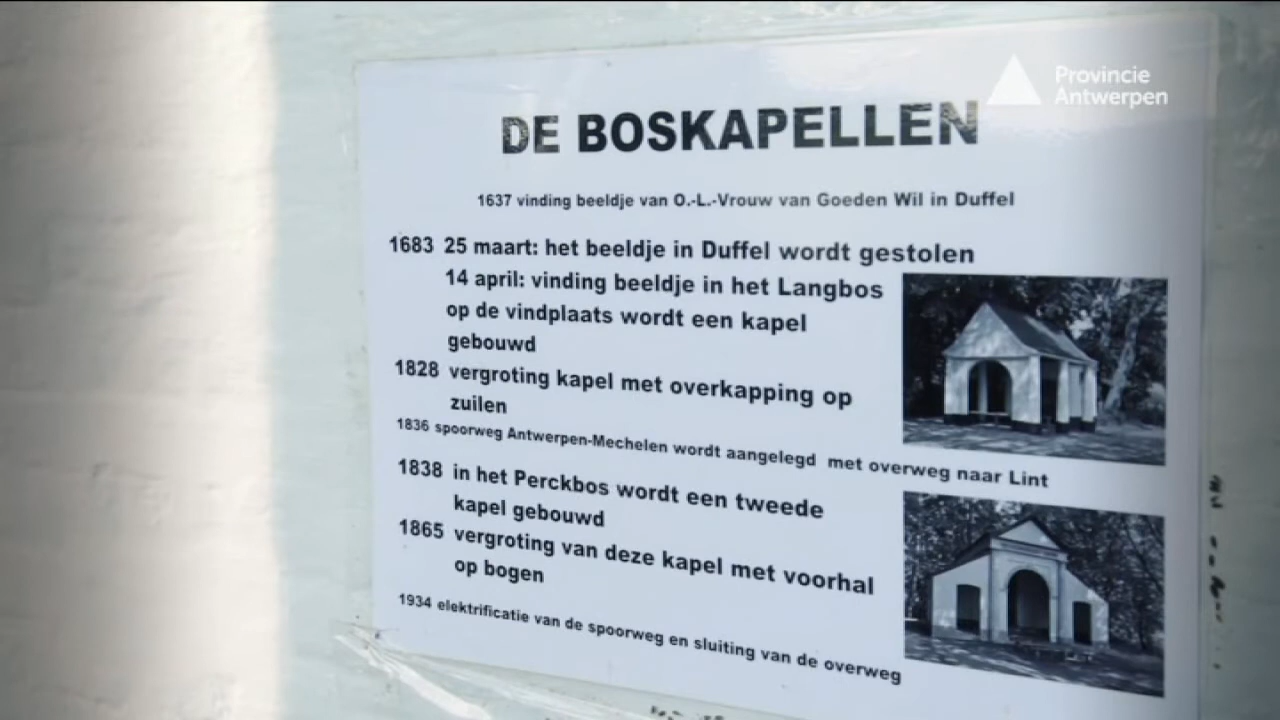 Provincie
Antwerpen
DE BOSKAPELLEN
1637 vinding beeldje van O.-L.-Vrouw van Goeden Wil in Duffel
1683 25 maart: het beeldje in Duffel wordt gestolen
14 april: vinding beeldje in het Langbos
op de vindplaats wordt een kapel
gebouwd
1828 vergroting kapel met overkapping op
zuilen
1836 spoorweg Antwerpen-Mechelen wordt aangelegd met overweg naar Lint
1838 in het Perckbos wordt een tweede
kapel gebouwd
1865 vergroting van deze kapel met voorhal
op bogen
1934 elektrificatie van de spoorweg en sluiting van de overweg